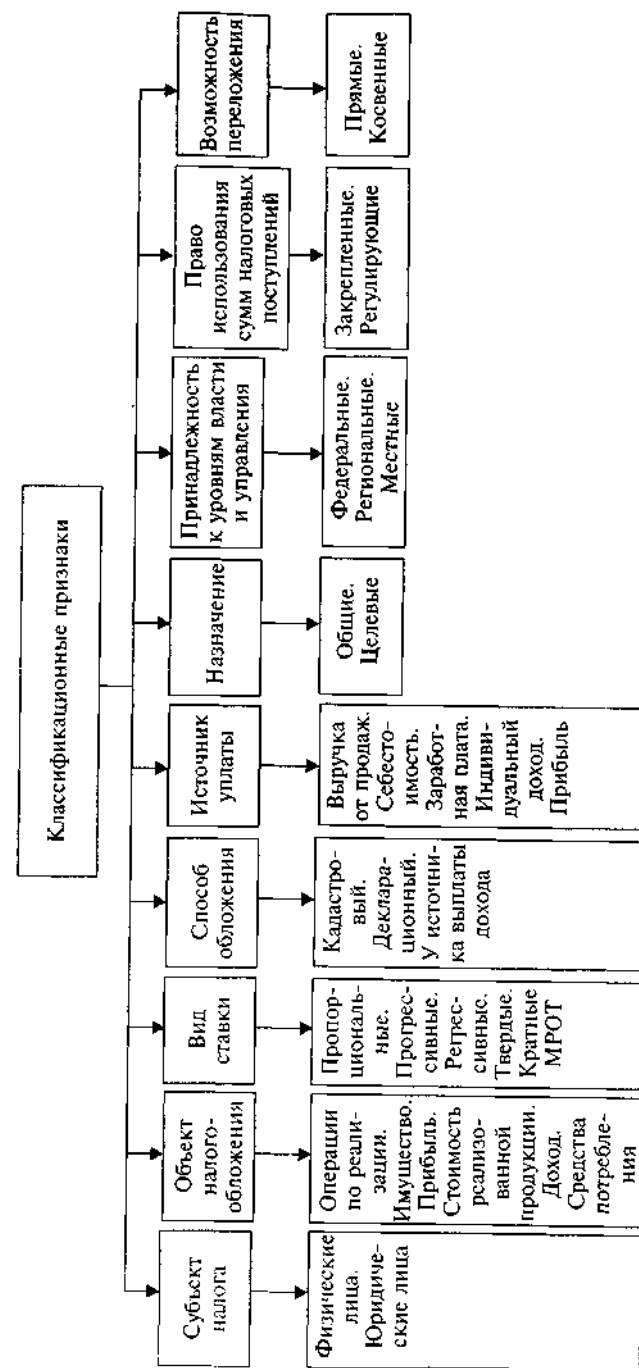 Классификационные признаки
Субъект
налога
Объект
налого-
обложения
Вид
ставки
Способ
обложения
Источник
уплаты
Назначение
Принадлежность
к уровням власти
и управления
Право
использования
сумм налоговых
поступлений
Возможность
переложения
Физические
лица.
Юридиче-
ские лица
Операции
по реали-
зации.
Имущество.
Прибыль.
Стоимость
реализо-
ванной
продукции.
Доход.
Средства
потребле-
ния
Пропор-
циональ-
ные.
Прогрес-
сивные.
Регрес-
сивные.
Твердые.
Кратные
МРОТ
Кадастро-
вый.
Деклара-
ционный.
У источни-
ка выплаты
дохода
Выручка
от продаж.
Себесто-
имость.
Заработ-
ная плата.
Индиви-
дуальный
доход.
Прибыль
Общие.
Целевые
Федеральные.
Региональные.
Местные
Закрепленные.
Регулирующие
Прямые.
Косвенные